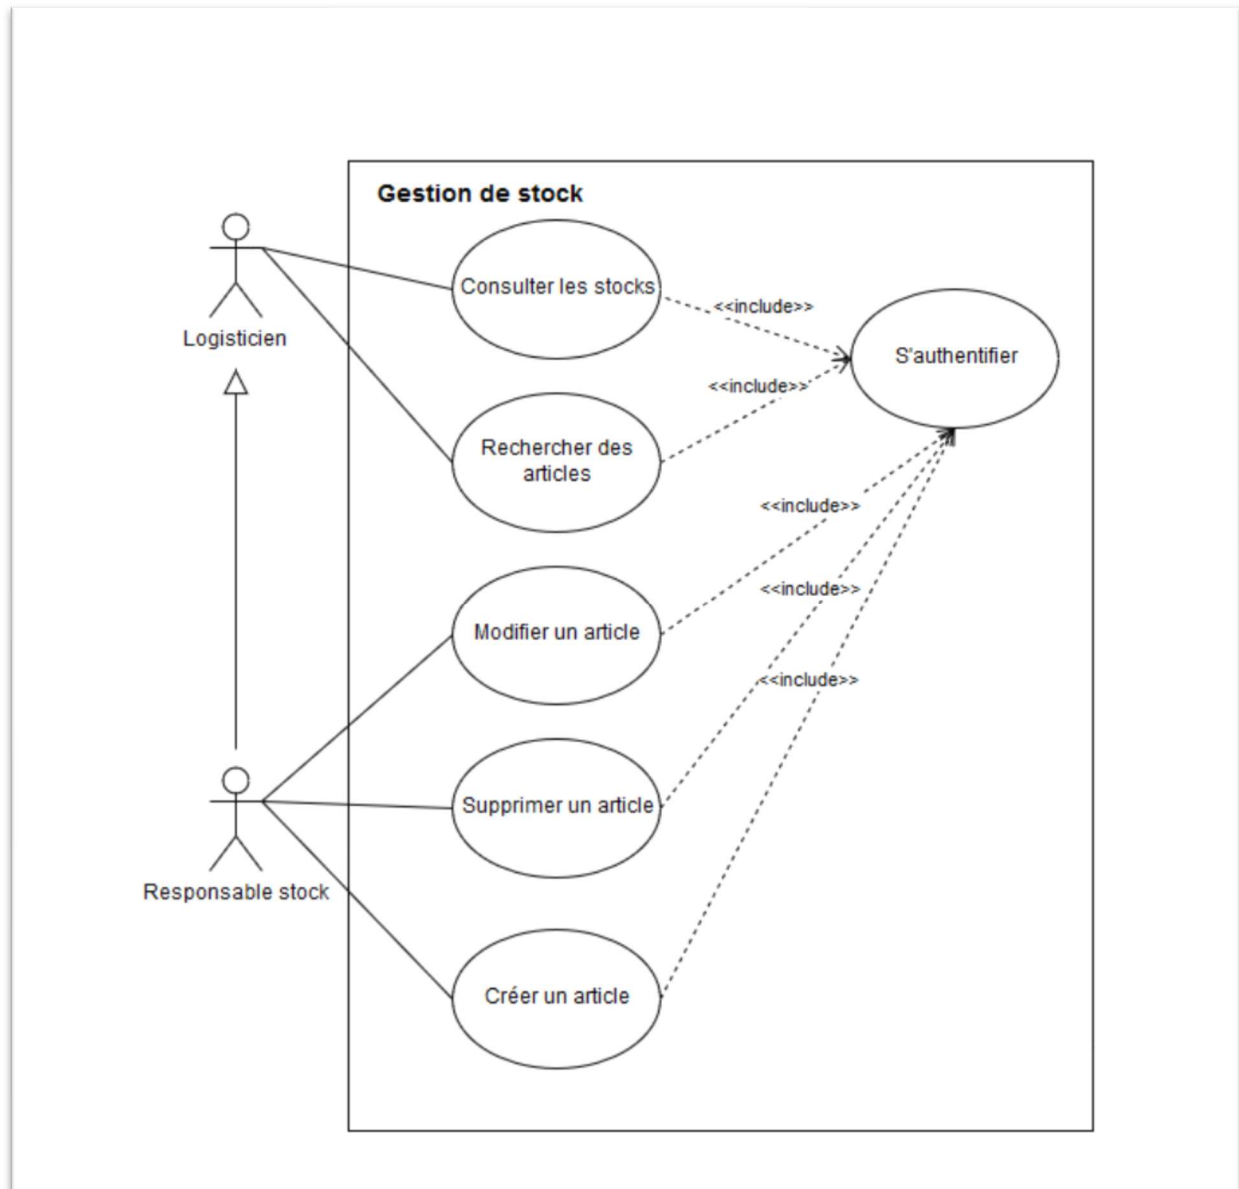 Gestion de stock
Consulter les stocks
<<include>>
S'authentifier
Logisticien
<<include>>
Rechercher des
articles
<<include>>
<<include>>
Modifier un article
<<include>>
Supprimer un article
Responsable stock
Créer un article